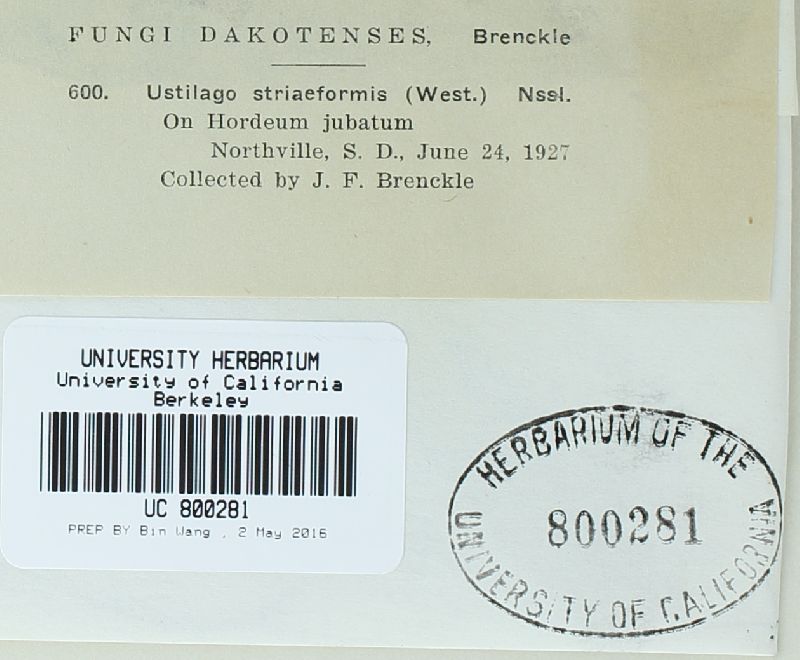 FUNGI DAKOTENSES, Brenckle
600. Ustilago striaeformis (West.) Nssl.
On Hordeum jubatum
Northville, S. D., June 24, 1927
Collected by J. F. Brenckle
UNIVERSITY HERBARIUM
University of California
Berkeley
UC 800281
PREP BY Bin Wang , 2 May 2016
HERBARIUM OF THE
800281
UNIVERSITY OF CALIFORNIA